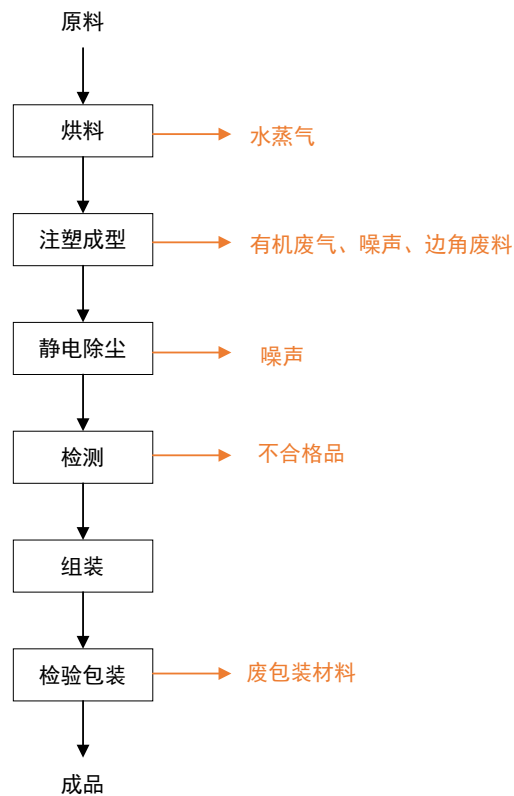 原料
烘料
水蒸气
注塑成型
有机废气、噪声、边角废料
静电除尘
噪声
检测
不合格品
组装
检验包装
废包装材料
成品